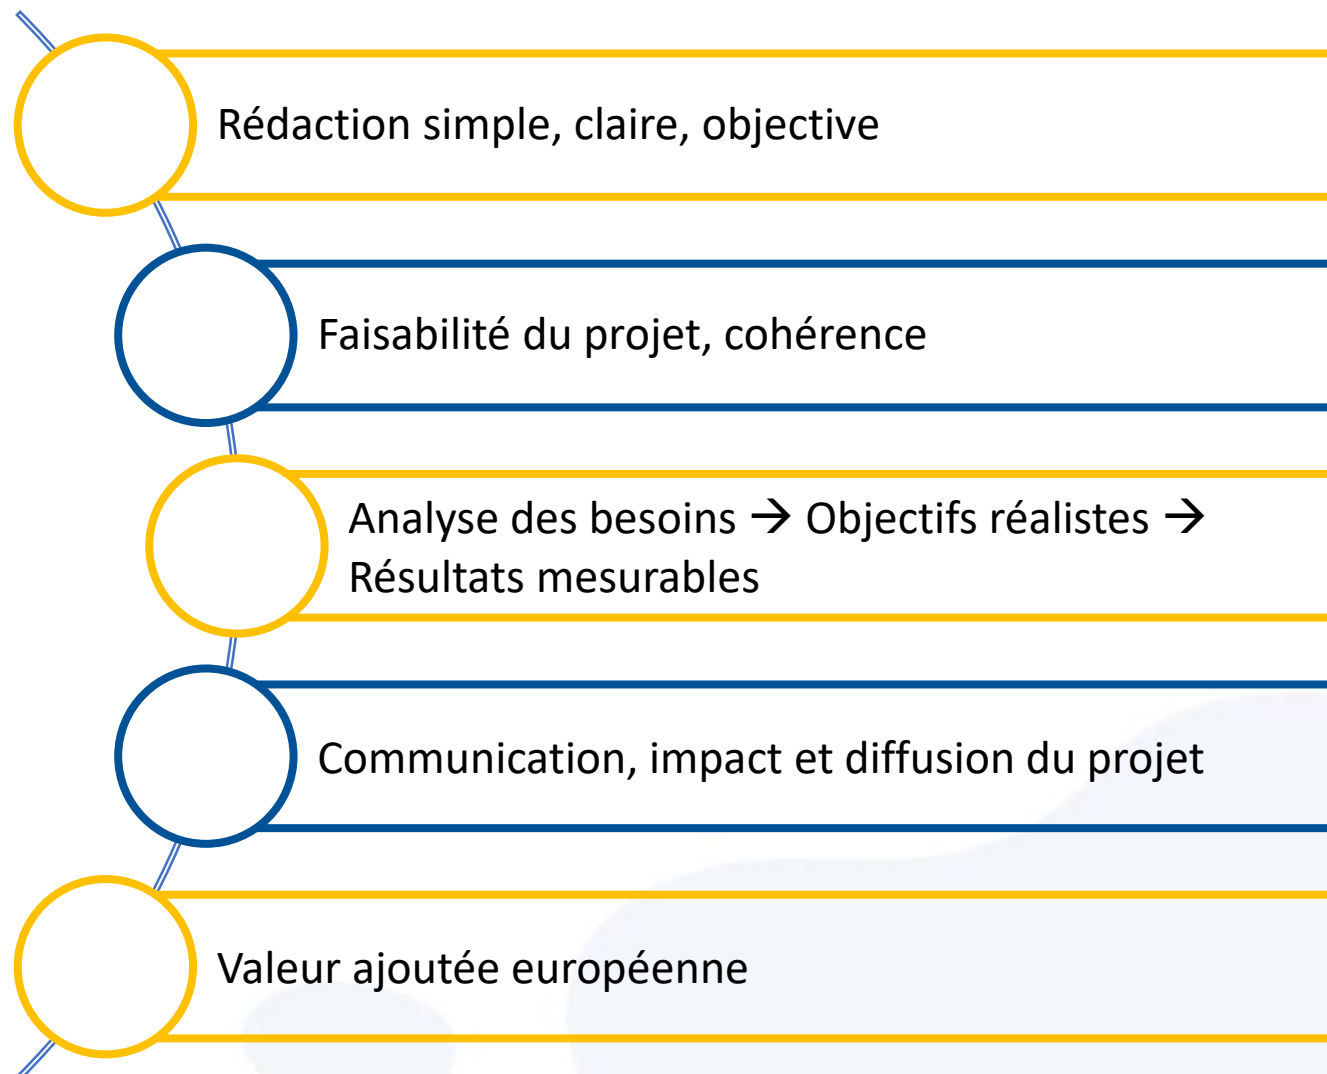 Rédaction simple, claire, objective
Faisabilité du projet, cohérence
Analyse des besoins → Objectifs réalistes →
Résultats mesurables
Communication, impact et diffusion du projet
Valeur ajoutée européenne